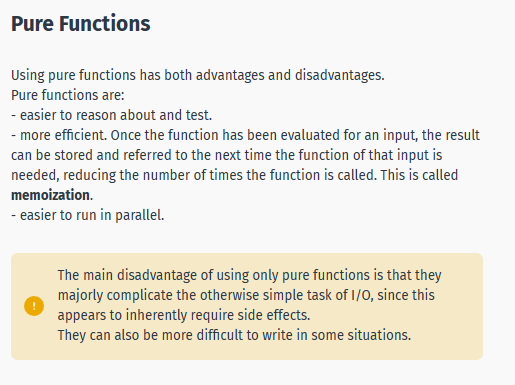 Pure Functions
Using pure functions has both advantages and disadvantages.
Pure functions are:
- easier to reason about and test.
- more efficient. Once the function has been evaluated for an input, the result
can be stored and referred to the next time the function of that input is
needed, reducing the number of times the function is called. This is called
memoization.
- easier to run in parallel.
The main disadvantage of using only pure functions is that they
majorly complicate the otherwise simple task of I/O, since this
appears to inherently require side effects.
They can also be more difficult to write in some situations.